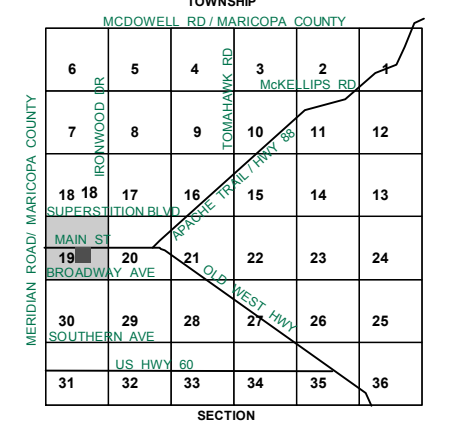 TOWNSHIP
MCDOWELL RD / MARICOPA COUNTY
6 5 4 3 2 1
McKELLIPS RD
MERIDIAN ROAD/ MARICOPA COUNTY
IRONWOOD DR
TOMAHAWK RD
7 8 9 10 11 12
APACHE TRAIL / HWY 88
18 18 17 16 15 14 13
SUPERSTITION BLVD
MAIN ST
19 20 21 22 23 24
BROADWAY AVE
OLD WEST HWY
30 29 28 27 26 25
SOUTHERN AVE
US HWY 60
31 32 33 34 35 36
SECTION